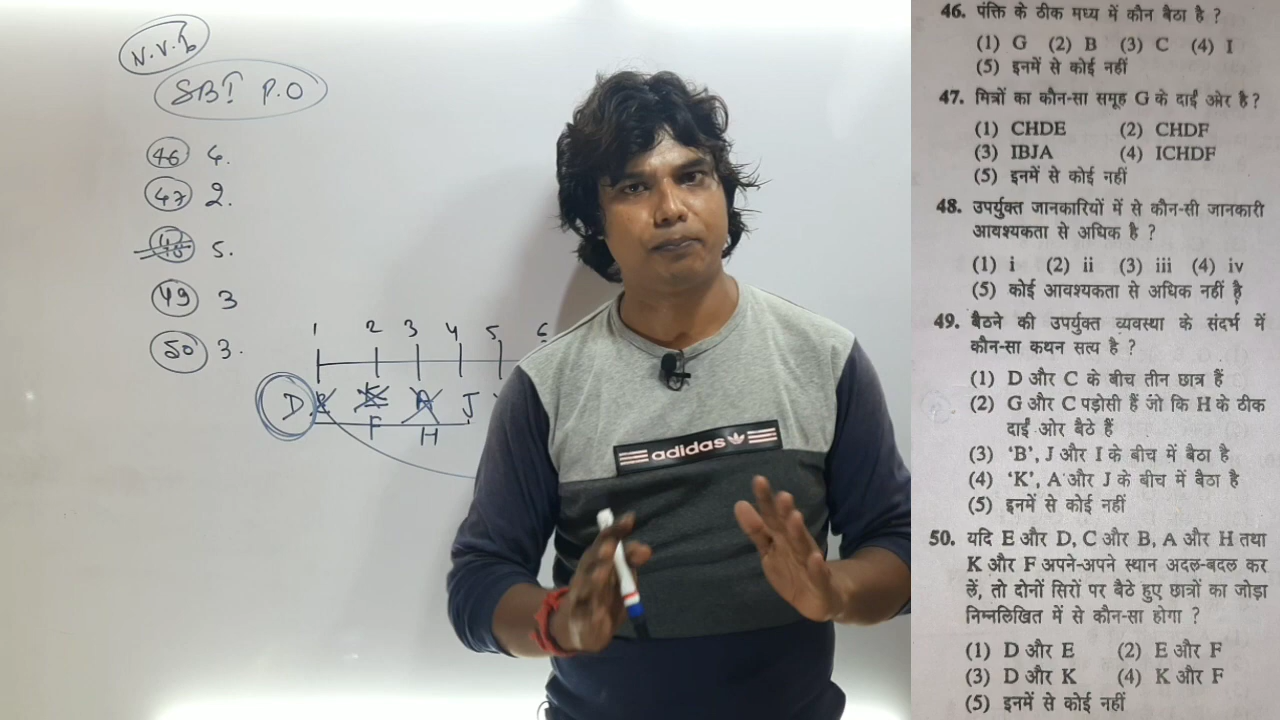 N.V.I
SBI P.O
46 4.
47 2.
48 5.
49 3
50 3.
1 2 3 4 5 6
D J
F H
adidas
46. पंक्ति के ठीक मध्य में कौन बैठा है ?
(1) G (2) B (3) C (4) I
(5) इनमें से कोई नहीं
47. मित्रों का कौन-सा समूह G के दाईं ओर है ?
(1) CHDE (2) CHDF
(3) IBJA (4) ICHDF
(5) इनमें से कोई नहीं
48. उपर्युक्त जानकारियों में से कौन-सी जानकारी
आवश्यकता से अधिक है ?
(1) i (2) ii (3) iii (4) iv
(5) कोई आवश्यकता से अधिक नहीं है
49. बैठने की उपर्युक्त व्यवस्था के संदर्भ में
कौन-सा कथन सत्य है ?
(1) D और C के बीच तीन छात्र हैं
(2) G और C पड़ोसी हैं जो कि H के ठीक
दाईं ओर बैठे हैं
(3) ‘B’, J और I के बीच में बैठा है
(4) ‘K’, A और J के बीच में बैठा है
(5) इनमें से कोई नहीं
50. यदि E और D, C और B, A और H तथा
K और F अपने-अपने स्थान अदल-बदल कर
लें, तो दोनों सिरों पर बैठे हुए छात्रों का जोड़ा
निम्नलिखित में से कौन-सा होगा ?
(1) D और E (2) E और F
(3) D और K (4) K और F
(5) इनमें से कोई नहीं